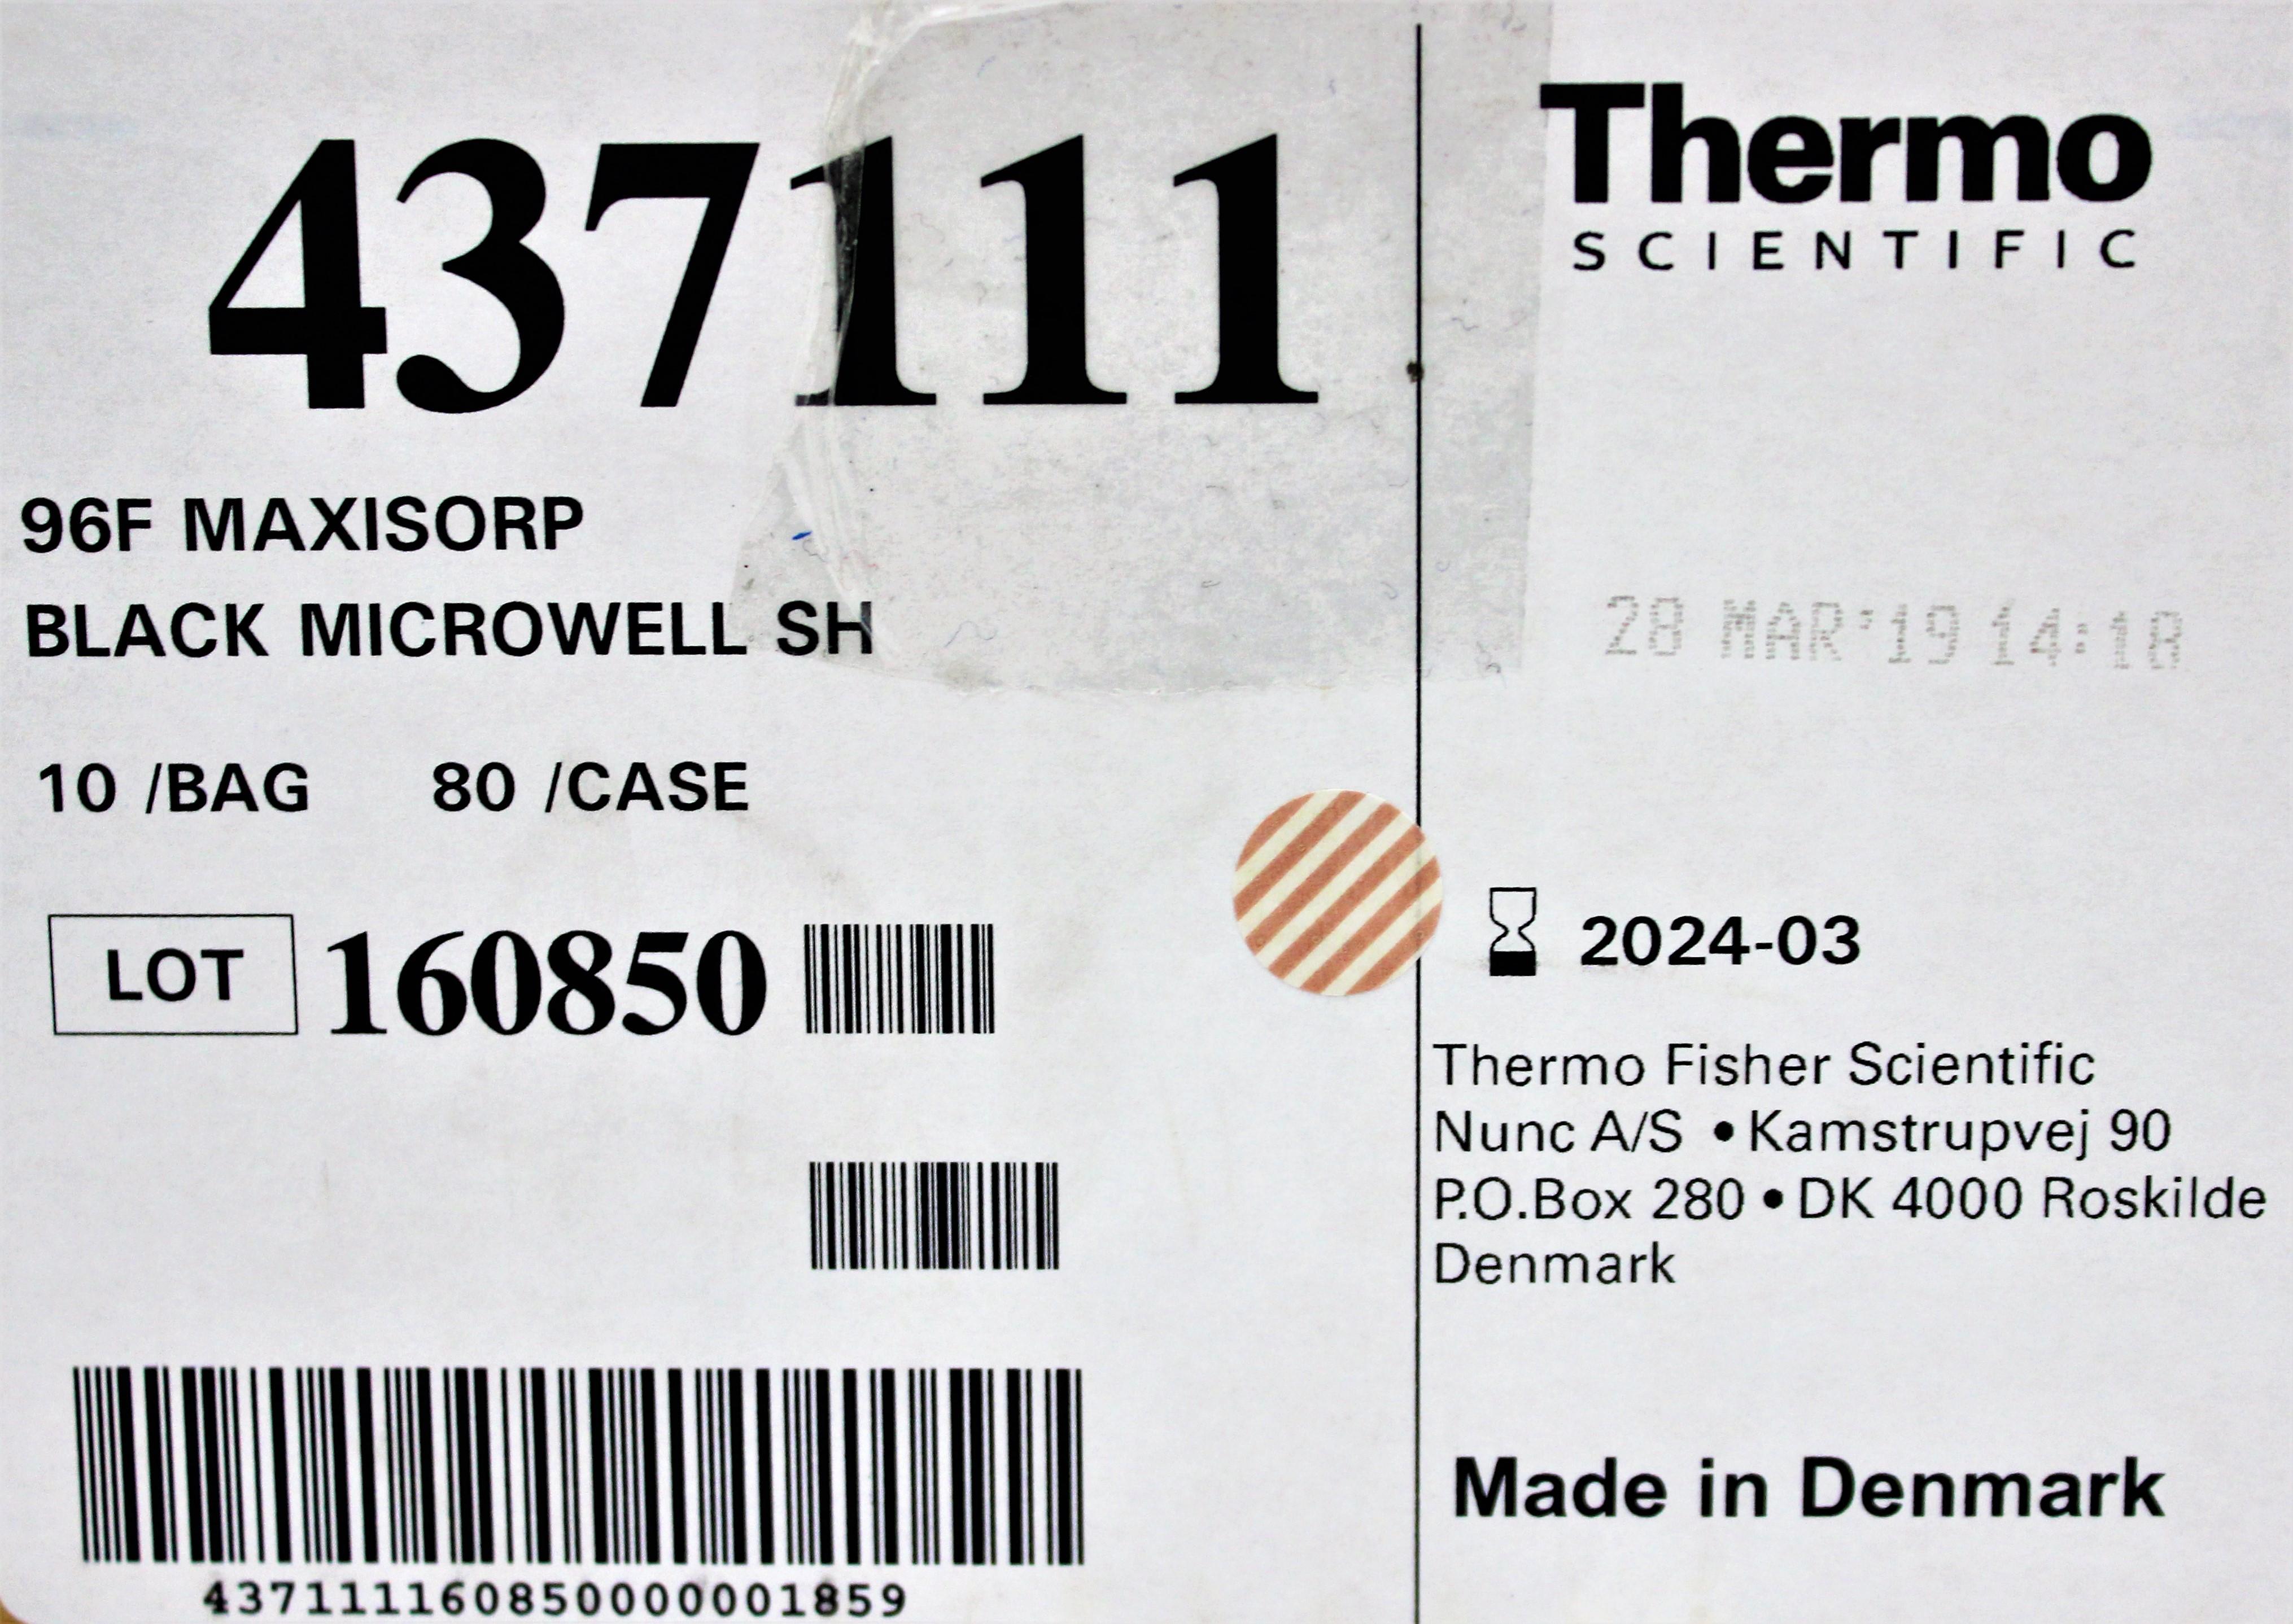 437111
96F MAXISORP
BLACK MICROWELL SH
10 /BAG 80 /CASE
LOT 160850
437111160850000001859
Thermo
SCIENTIFIC
28 MAR'19 14:18
2024-03
Thermo Fisher Scientific
Nunc A/S • Kamstrupvej 90
P.O.Box 280 • DK 4000 Roskilde
Denmark
Made in Denmark